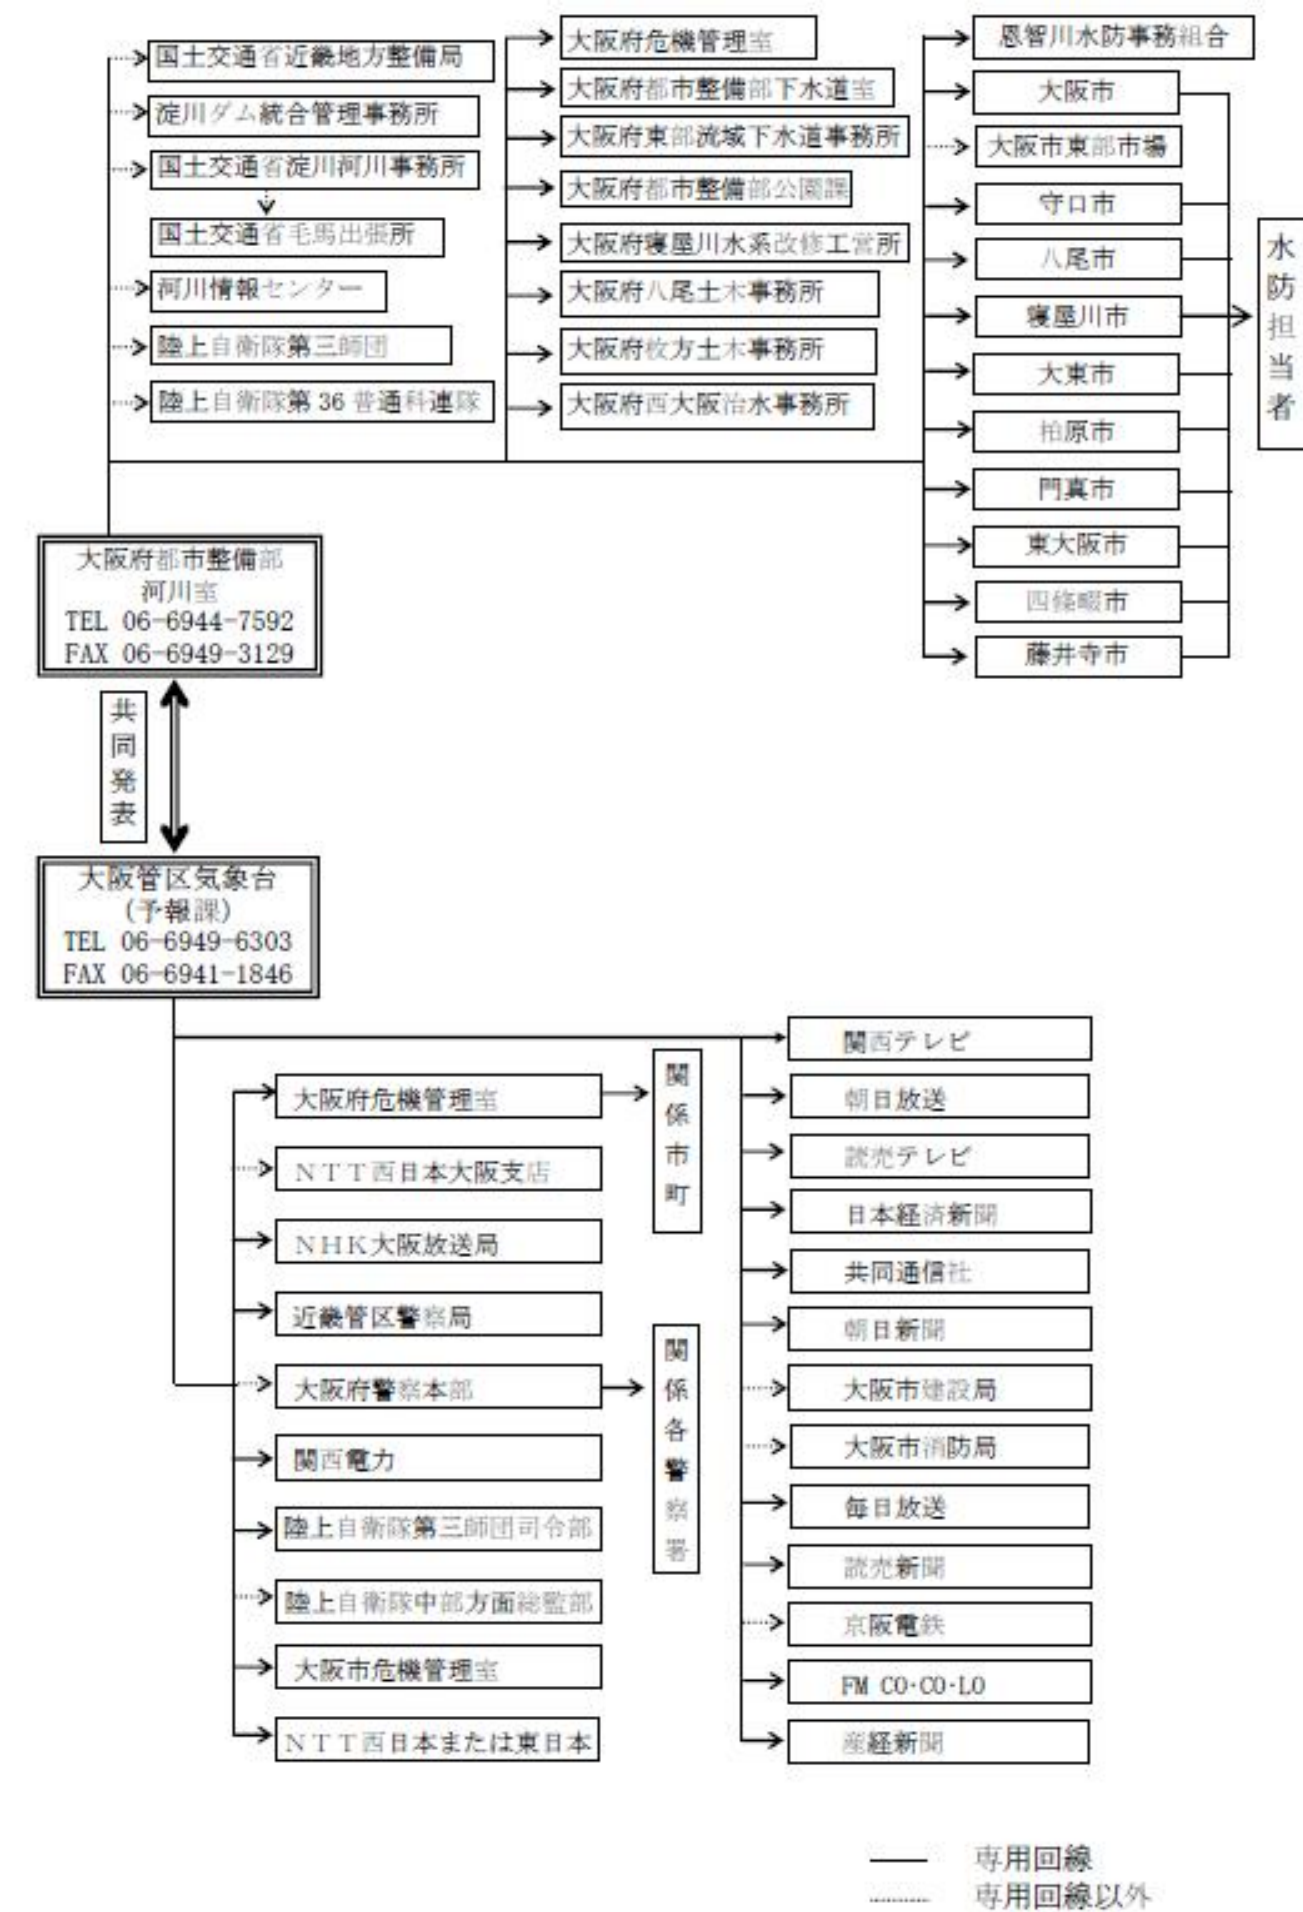 国土交通省近畿地方整備局
淀川ダム統合管理事務所
国土交通省淀川河川事務所
国土交通省毛馬出張所
河川情報センター
陸上自衛隊第三師団
陸上自衛隊第 36 普通科連隊
大阪府危機管理室
大阪府都市整備部下水道室
大阪府東部流域下水道事務所
大阪府都市整備部公園課
大阪府寝屋川水系改修工営所
大阪府八尾土木事務所
大阪府枚方土木事務所
大阪府西大阪治水事務所
恩智川水防事務組合
大阪市
大阪市東部市場
守口市
八尾市
寝屋川市
大東市
柏原市
門真市
東大阪市
四條畷市
藤井寺市
水防担当者
大阪府都市整備部
河川室
TEL 06-6944-7592
FAX 06-6949-3129
共同発表
大阪管区気象台
(予報課)
TEL 06-6949-6303
FAX 06-6941-1846
大阪府危機管理室
ＮＴＴ西日本大阪支店
ＮＨＫ大阪放送局
近畿管区警察局
大阪府警察本部
関西電力
陸上自衛隊第三師団司令部
陸上自衛隊中部方面総監部
大阪市危機管理室
ＮＴＴ西日本または東日本
関係市町
関係各警察署
関西テレビ
朝日放送
読売テレビ
日本経済新聞
共同通信社
朝日新聞
大阪市建設局
大阪市消防局
毎日放送
読売新聞
京阪電鉄
FM CO・CO・LO
産経新聞
専用回線
専用回線以外